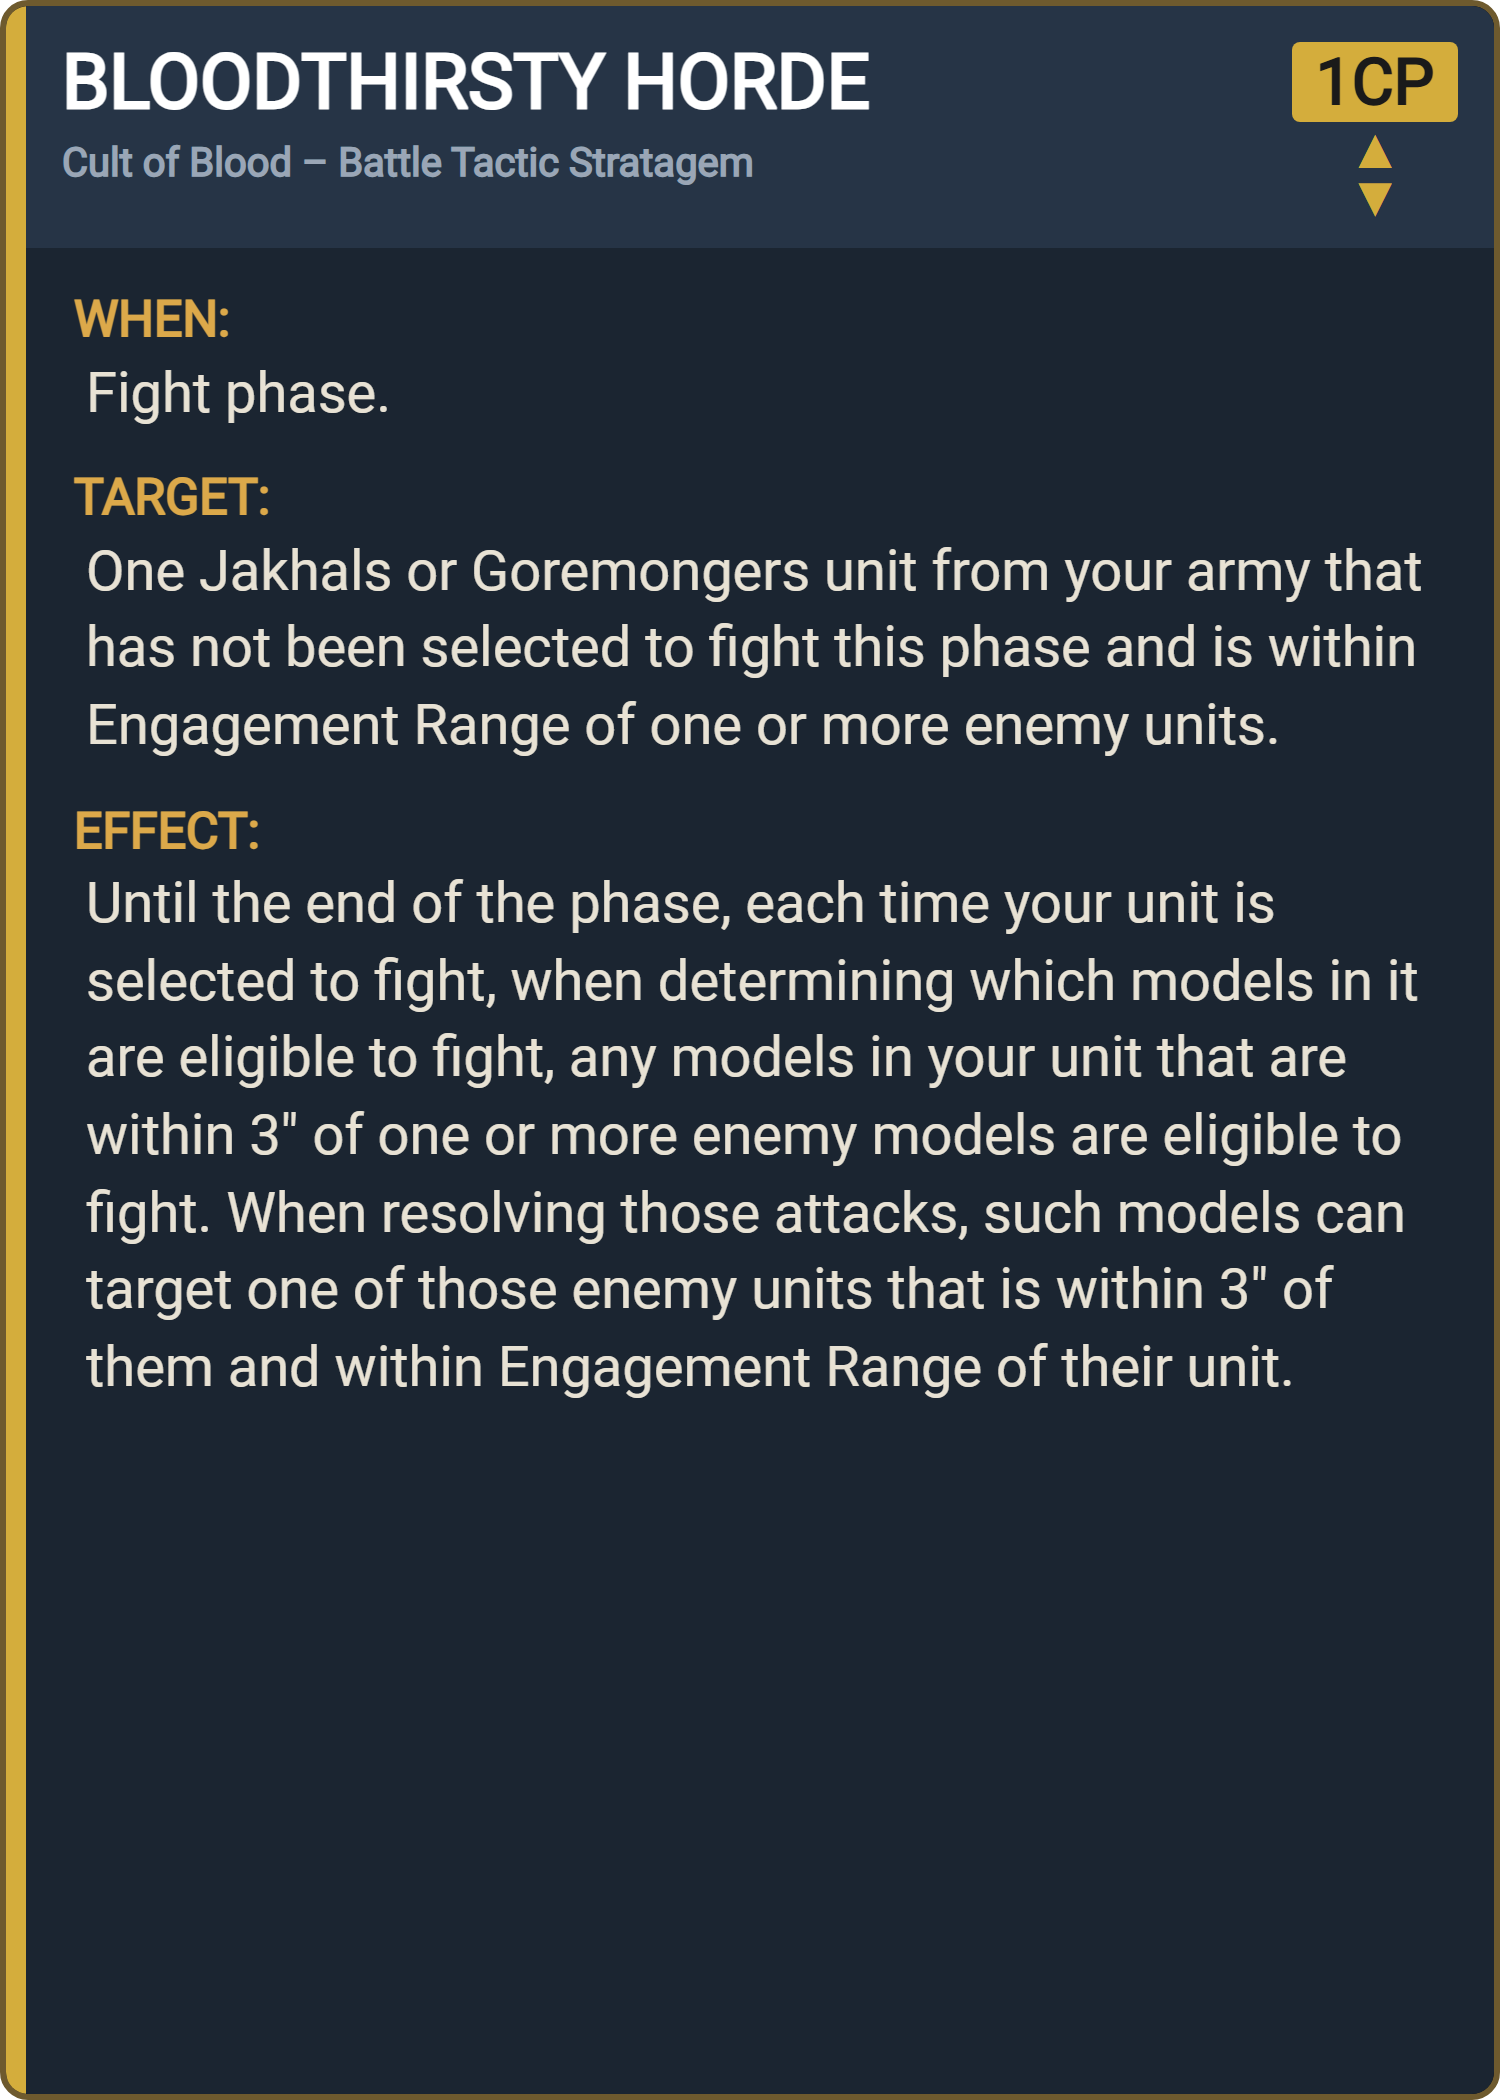 BLOODTHIRSTY HORDE
1CP
Cult of Blood – Battle Tactic Stratagem
WHEN:
Fight phase.
TARGET:
One Jakhals or Goremongers unit from your army that
has not been selected to fight this phase and is within
Engagement Range of one or more enemy units.
EFFECT:
Until the end of the phase, each time your unit is
selected to fight, when determining which models in it
are eligible to fight, any models in your unit that are
within 3" of one or more enemy models are eligible to
fight. When resolving those attacks, such models can
target one of those enemy units that is within 3" of
them and within Engagement Range of their unit.